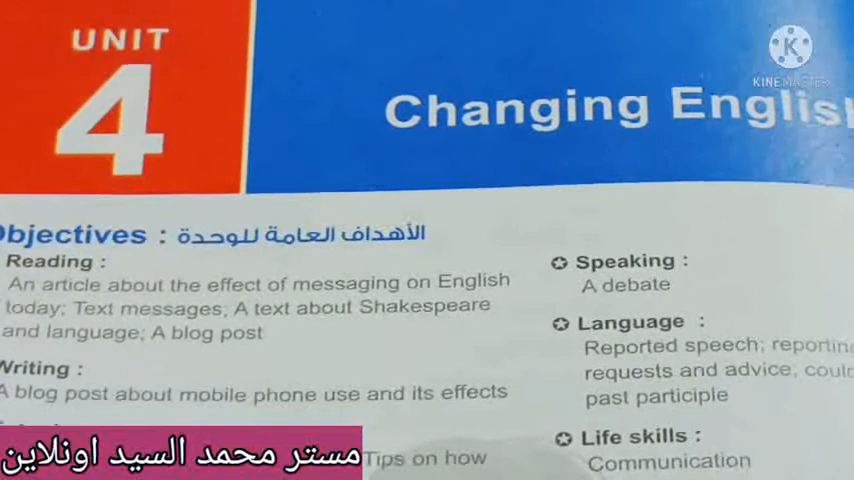 UNIT
4
Changing English
KINEMASTER
Objectives : الأهداف العامة للوحدة
Reading :
An article about the effect of messaging on English
today; Text messages; A text about Shakespeare
and language; A blog post
Writing :
A blog post about mobile phone use and its effects
Tips on how
Speaking :
A debate
Language :
Reported speech; reporting
requests and advice; could
past participle
Life skills :
Communication
مستر محمد السيد اونلاين